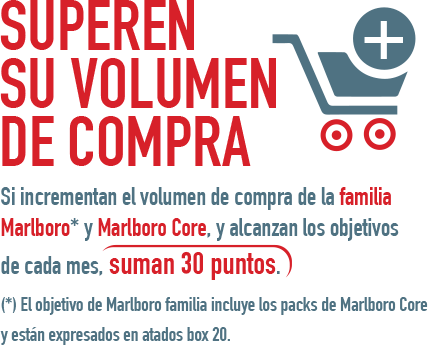 SUPEREN
SU VOLUMEN
DE COMPRA
Si incrementan el volumen de compra de la familia
Marlboro* y Marlboro Core, y alcanzan los objetivos
de cada mes, suman 30 puntos.
(*) El objetivo de Marlboro familia incluye los packs de Marlboro Core
y están expresados en atados box 20.